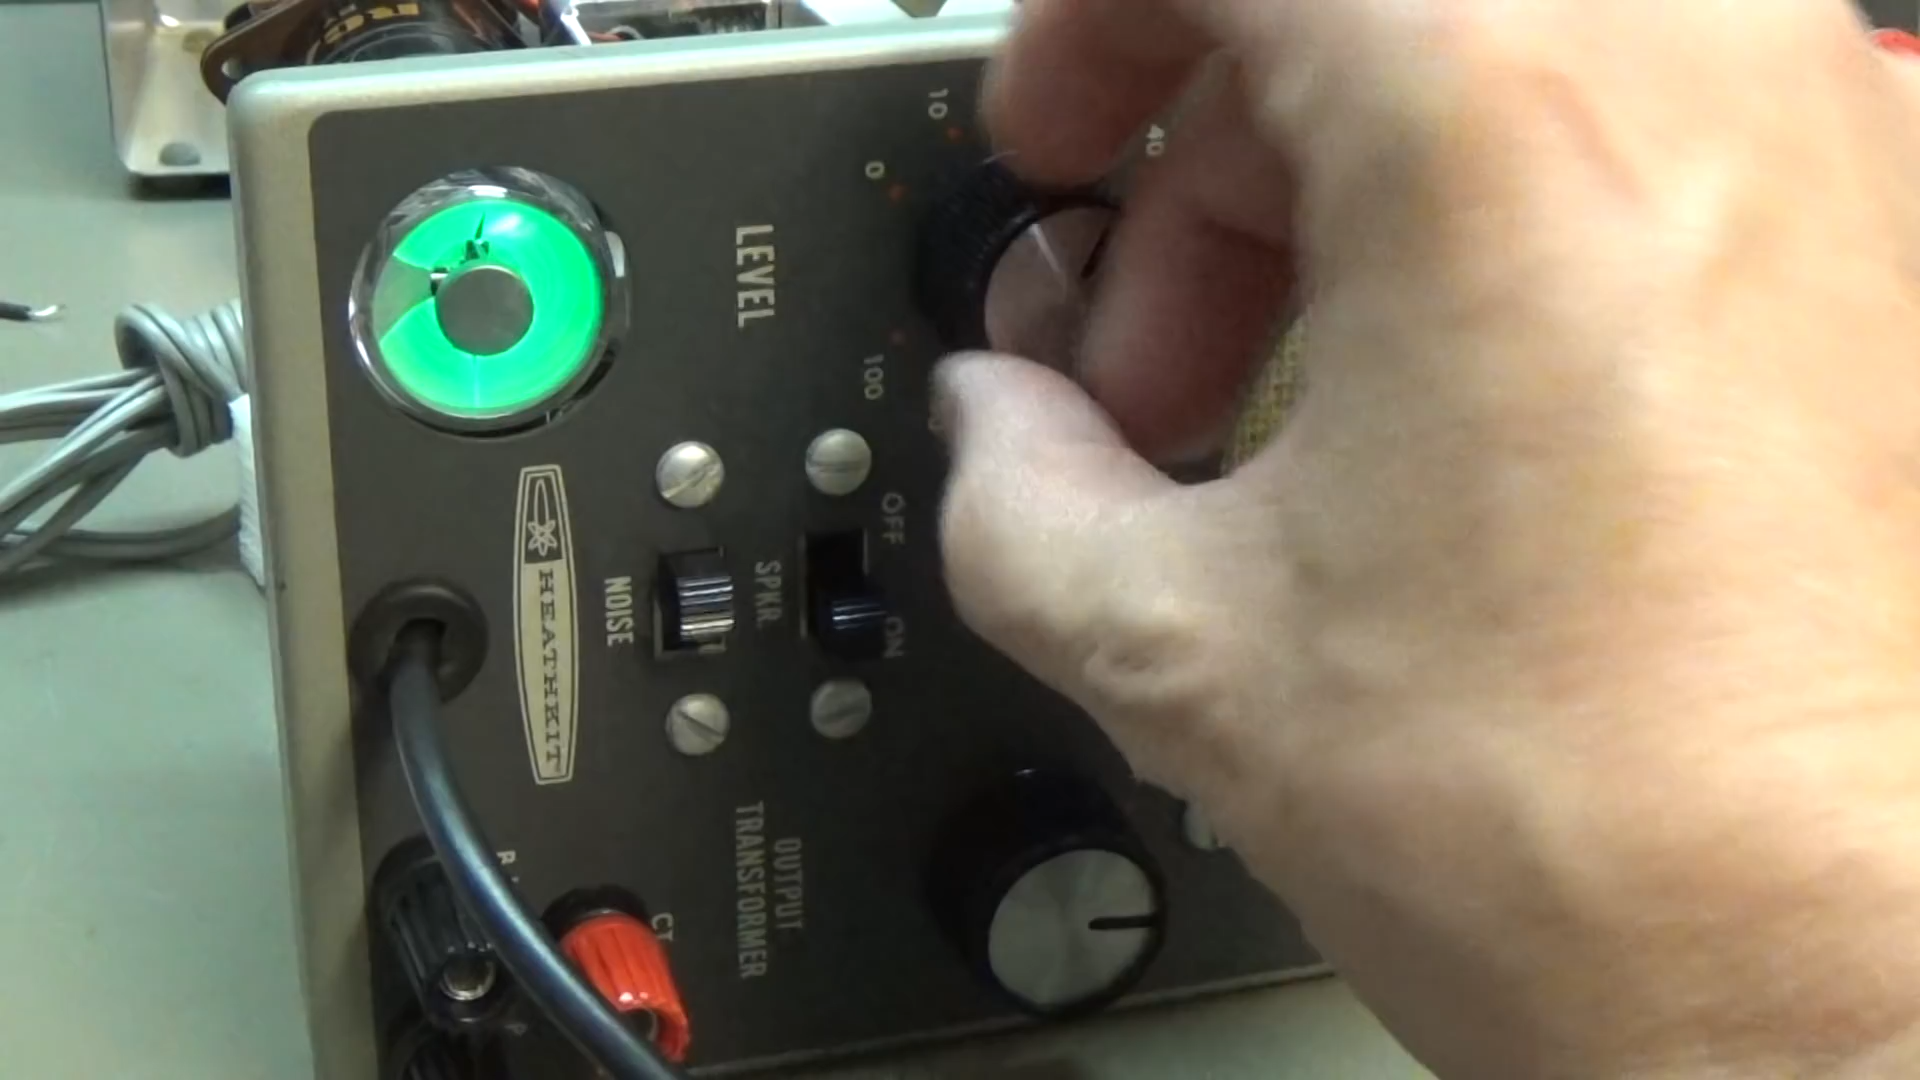 LEVEL
0
10
40
100
OFF
ON
SPKR.
NOISE
HEATHKIT
OUTPUT
TRANSFORMER
CT